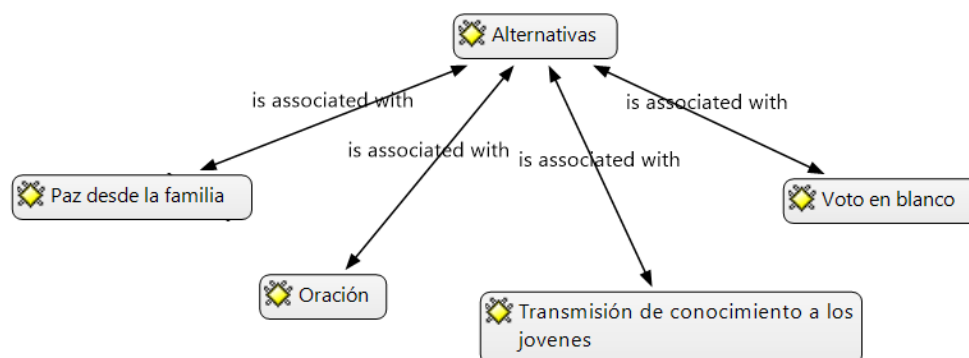 Alternativas
is associated with
is associated with
is associated with
is associated with
Paz desde la familia
Voto en blanco
Oración
Transmisión de conocimiento a los
jovenes